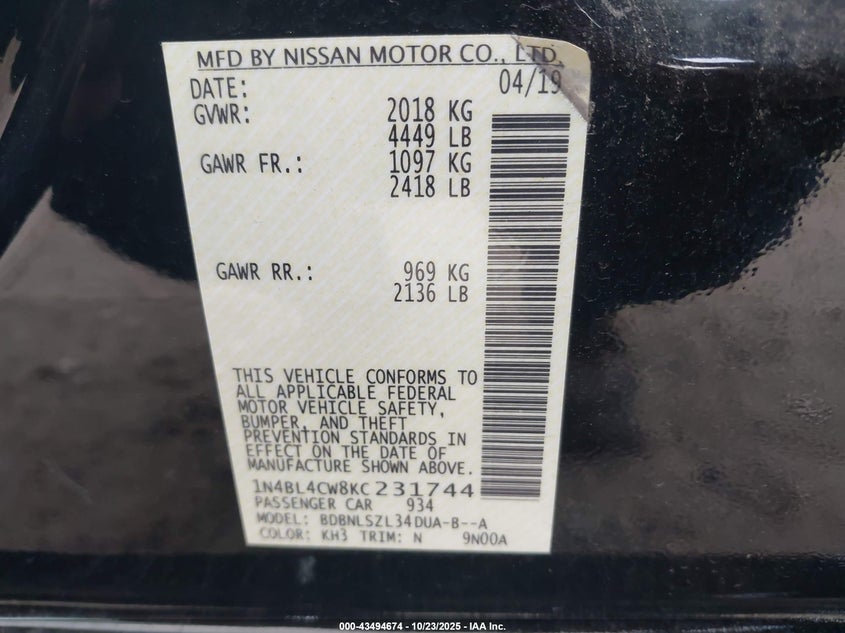 MFD BY NISSAN MOTOR CO., LTD.
DATE: 04/19
GVWR: 2018 KG
4449 LB
GAWR FR.: 1097 KG
2418 LB
GAWR RR.: 969 KG
2136 LB
THIS VEHICLE CONFORMS TO
ALL APPLICABLE FEDERAL
MOTOR VEHICLE SAFETY,
BUMPER, AND THEFT
PREVENTION STANDARDS IN
EFFECT ON THE DATE OF
MANUFACTURE SHOWN ABOVE.
1N4BL4CW8KC231744
PASSENGER CAR 934
MODEL: BDBNLSZL34DUA-B--A
COLOR: KH3 TRIM: N 9N00A
000-43494674 - 10/23/2025 - IAA Inc.